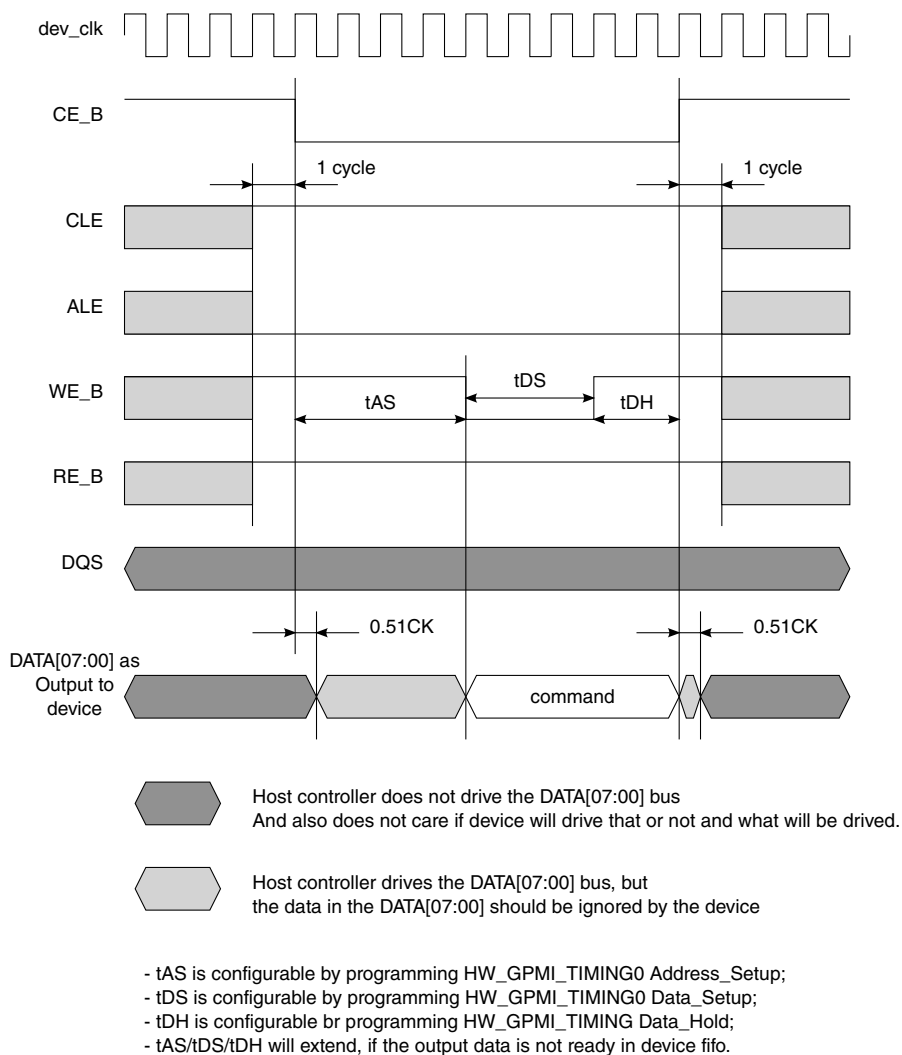 dev_clk
CE_B
1 cycle
1 cycle
CLE
ALE
WE_B
tDS
tAS
tDH
RE_B
DQS
0.51CK
0.51CK
DATA[07:00] as
Output to
device
command
Host controller does not drive the DATA[07:00] bus
And also does not care if device will drive that or not and what will be drived.
Host controller drives the DATA[07:00] bus, but
the data in the DATA[07:00] should be ignored by the device
- tAS is configurable by programming HW_GPMI_TIMING0 Address_Setup;
- tDS is configurable by programming HW_GPMI_TIMING0 Data_Setup;
- tDH is configurable br programming HW_GPMI_TIMING Data_Hold;
- tAS/tDS/tDH will extend, if the output data is not ready in device fifo.